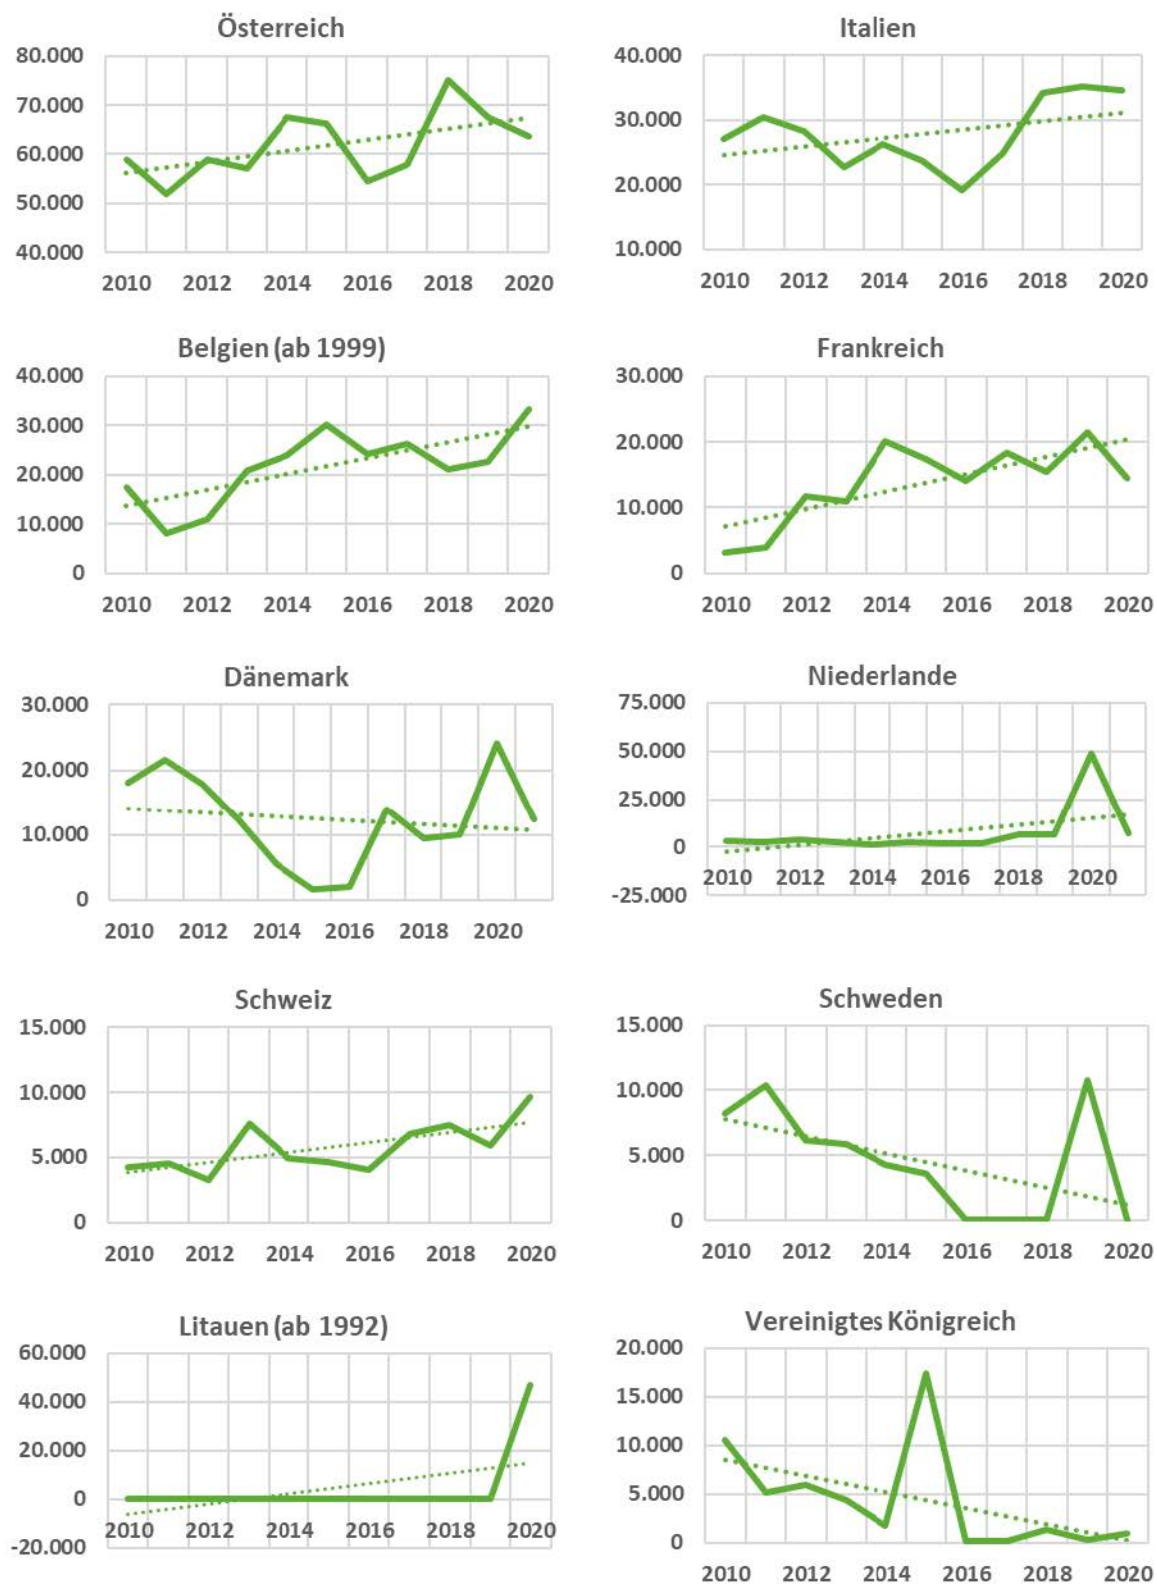 Österreich
80.000
70.000
60.000
50.000
40.000
2010 2012 2014 2016 2018 2020
Italien
40.000
30.000
20.000
10.000
2010 2012 2014 2016 2018 2020
Belgien (ab 1999)
40.000
30.000
20.000
10.000
0
2010 2012 2014 2016 2018 2020
Frankreich
30.000
20.000
10.000
0
2010 2012 2014 2016 2018 2020
Dänemark
30.000
20.000
10.000
0
2010 2012 2014 2016 2018 2020
Niederlande
75.000
50.000
25.000
0
-25.000
2010 2012 2014 2016 2018 2020
Schweiz
15.000
10.000
5.000
0
2010 2012 2014 2016 2018 2020
Schweden
15.000
10.000
5.000
0
2010 2012 2014 2016 2018 2020
Litauen (ab 1992)
60.000
40.000
20.000
0
-20.000
2010 2012 2014 2016 2018 2020
Vereinigtes Königreich
20.000
15.000
10.000
5.000
0
2010 2012 2014 2016 2018 2020